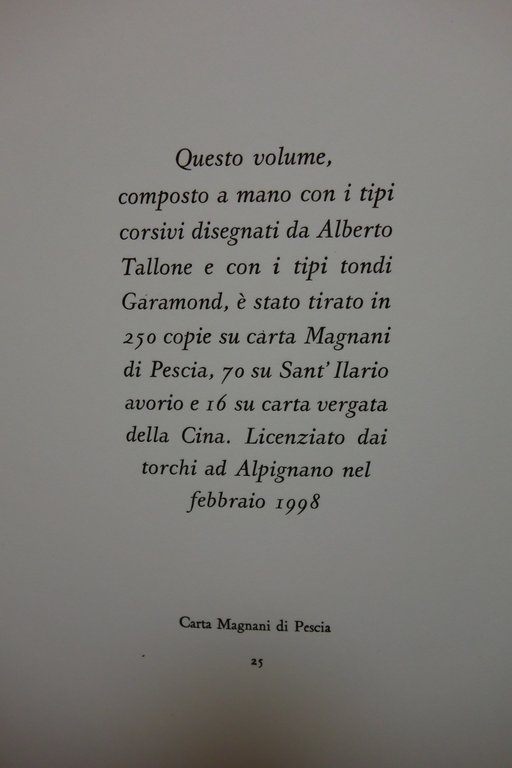 Questo volume,
composto a mano con i tipi
corsivi disegnati da Alberto
Tallone e con i tipi tondi
Garamond, è stato tirato in
250 copie su carta Magnani
di Pescia, 70 su Sant' Ilario
avorio e 16 su carta vergata
della Cina. Licenziato dai
torchi ad Alpignano nel
febbraio 1998
Carta Magnani di Pescia
25